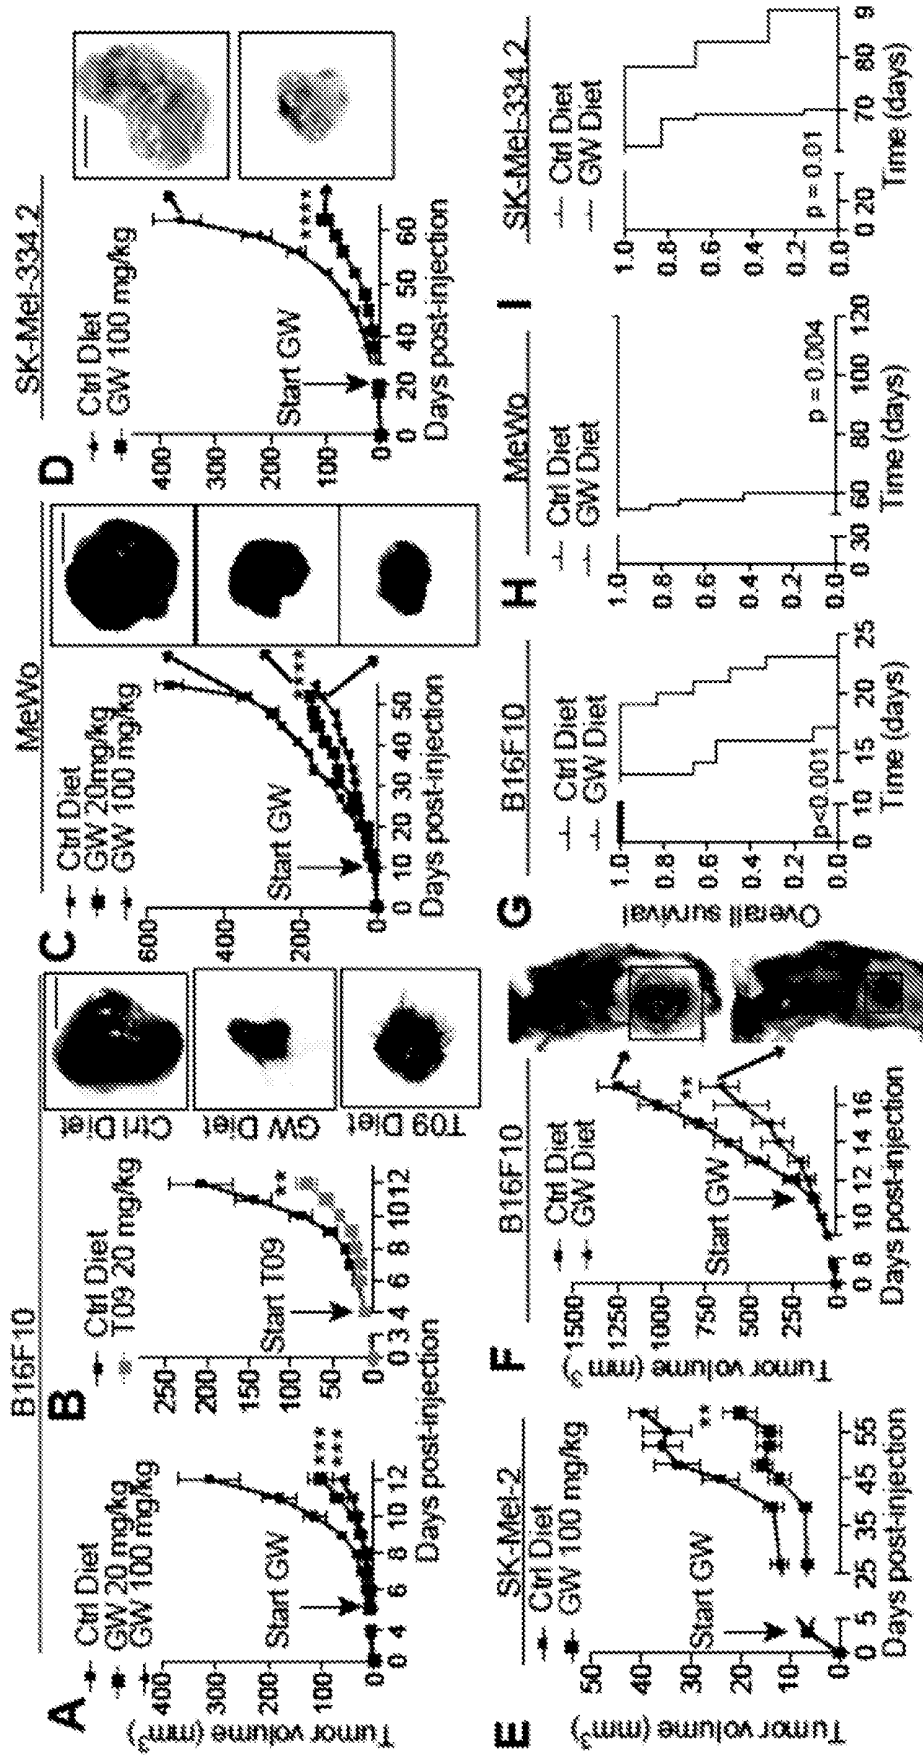 B16F10
A
Ctrl Diet
GW 20 mg/kg
GW 100 mg/kg
Tumor volume (mm³)
400
300
200
100
0
Start GW
****
****
0 4 6 8 10 12
Days post-injection
B
Ctrl Diet
T09 20 mg/kg
250
200
150
100
50
0
Start T09
**
0 3 4 6 8 10 12
Ctrl Diet
GW Diet
T09 Diet
MeWo
C
Ctrl Diet
GW 20mg/kg
GW 100 mg/kg
600
400
200
0
Start GW
****
0 10 20 30 40 50
Days post-injection
SK-Mel-334.2
D
Ctrl Diet
GW 100 mg/kg
400
300
200
100
0
Start GW
****
0 20 40 50 60
Days post-injection
SK-Mel-2
E
Ctrl Diet
GW 100 mg/kg
Tumor volume (mm³)
50
40
30
20
10
0
Start GW
**
0 5 25 35 45 55
Days post-injection
B16F10
F
Ctrl Diet
GW Diet
Tumor volume (mm³)
1500
1250
1000
750
500
250
0
Start GW
**
0 8 10 12 14 16
Days post-injection
B16F10
G
Ctrl Diet
GW Diet
Overall survival
1.0
0.8
0.6
0.4
0.2
0.0
p<0.001
0 10 15 20 25
Time (days)
MeWo
H
Ctrl Diet
GW Diet
1.0
0.8
0.6
0.4
0.2
0.0
p = 0.004
0 30 60 80 100 120
Time (days)
SK-Mel-334.2
I
Ctrl Diet
GW Diet
1.0
0.8
0.6
0.4
0.2
0.0
p = 0.01
0 20 70 80 9
Time (days)